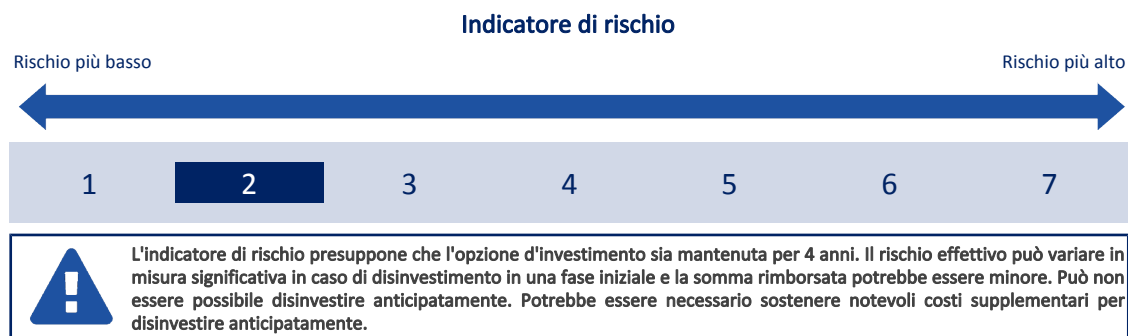 Indicatore di rischio
Rischio più basso
Rischio più alto
1 2 3 4 5 6 7
L'indicatore di rischio presuppone che l'opzione d'investimento sia mantenuta per 4 anni. Il rischio effettivo può variare in
misura significativa in caso di disinvestimento in una fase iniziale e la somma rimborsata potrebbe essere minore. Può non
essere possibile disinvestire anticipatamente. Potrebbe essere necessario sostenere notevoli costi supplementari per
disinvestire anticipatamente.